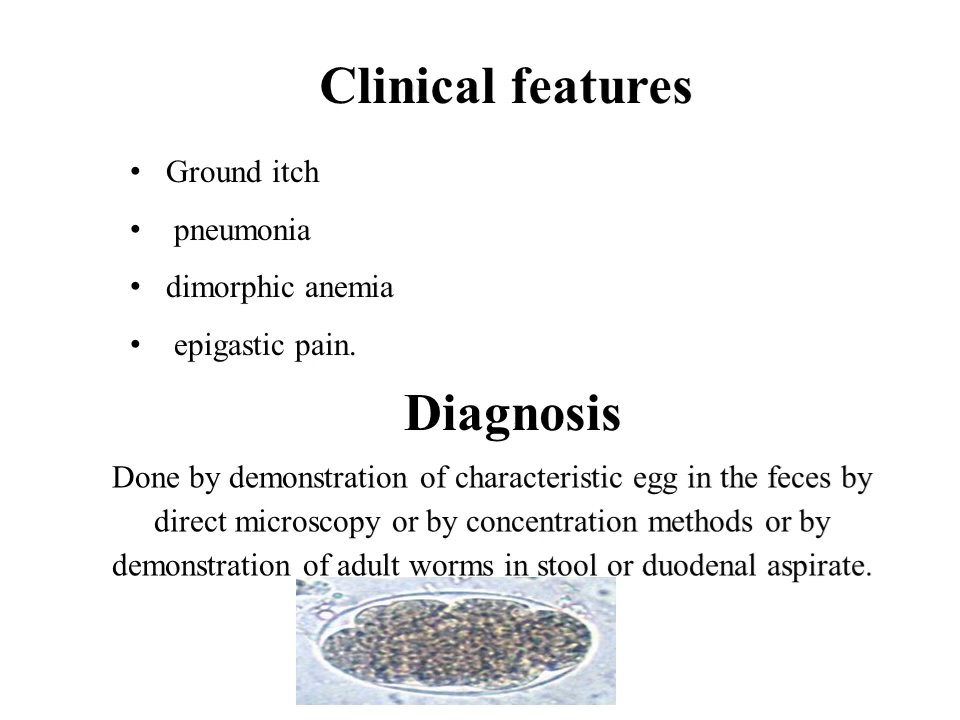 Clinical features
• Ground itch
• pneumonia
• dimorphic anemia
• epigastic pain.
Diagnosis
Done by demonstration of characteristic egg in the feces by
direct microscopy or by concentration methods or by
demonstration of adult worms in stool or duodenal aspirate.